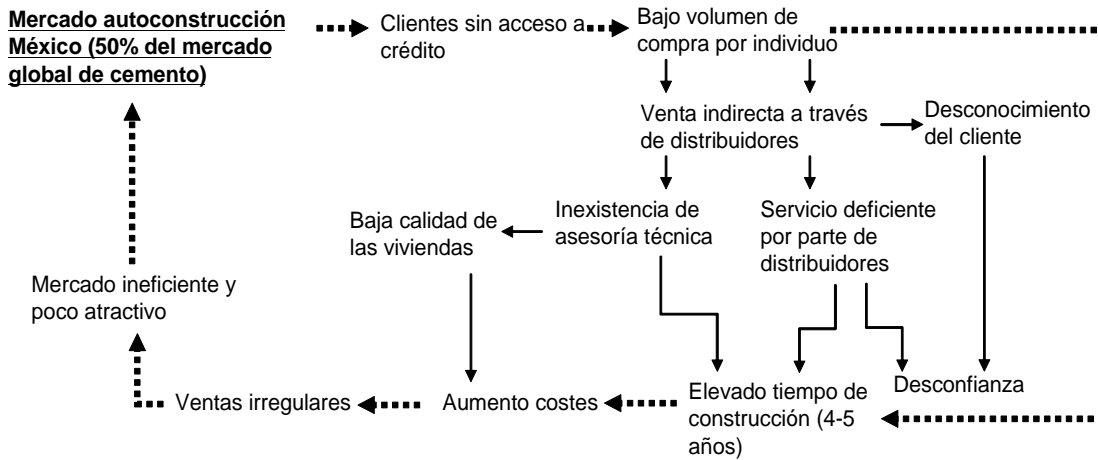 Mercado autoconstrucción
México (50% del mercado
global de cemento)
Clientes sin acceso a
crédito
Bajo volumen de
compra por individuo
Venta indirecta a través
de distribuidores
Desconocimiento
del cliente
Baja calidad de
las viviendas
Inexistencia de
asesoría técnica
Servicio deficiente
por parte de
distribuidores
Mercado ineficiente y
poco atractivo
Ventas irregulares
Aumento costes
Elevado tiempo de
construcción (4-5
años)
Desconfianza